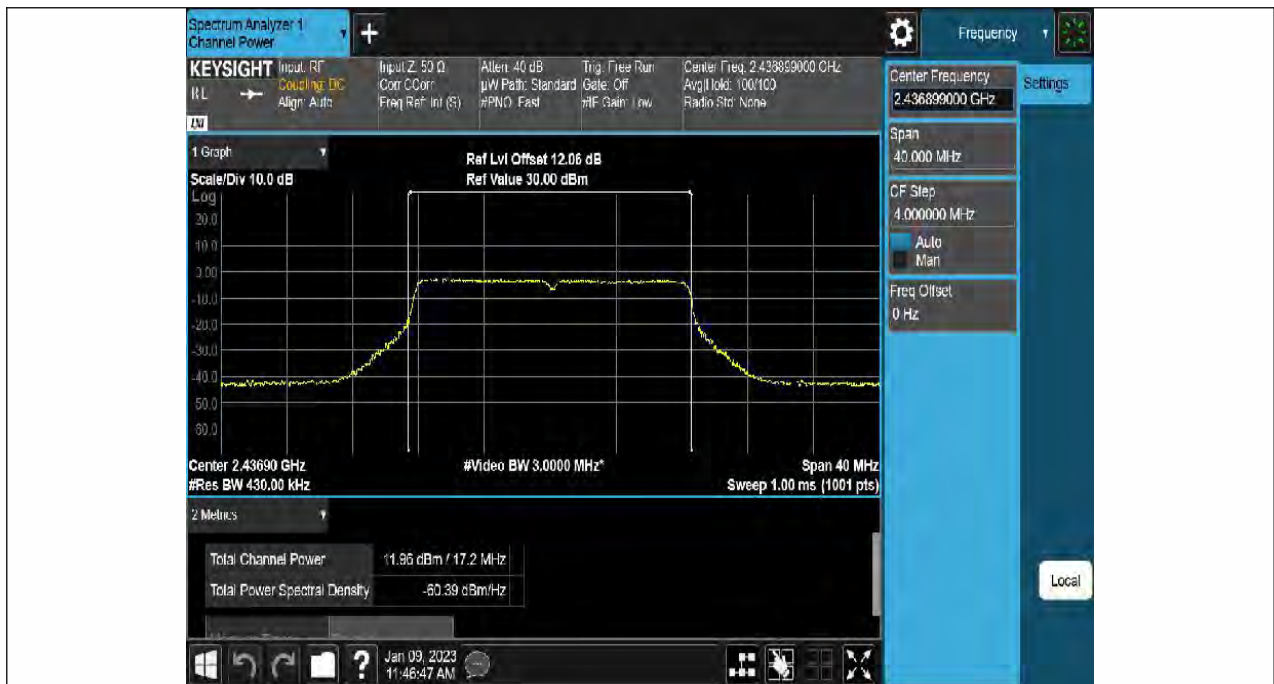 Spectrum Analyzer 1
Channel Power
+
Frequency
KEYSIGHT
Input: RF
Coupling: DC
Align: Auto
RL
LXI
Input Z: 50 Ω
Corr CCorr
Freq Ref: Int (S)
Atten: 40 dB
µW Path: Standard
#PNO: Fast
Trig: Free Run
Gate: Off
#IF Gain: Low
Center Freq: 2.436899000 GHz
Avg|Hold: 100/100
Radio Std: None
Center Frequency
2.436899000 GHz
Settings
Span
40.000 MHz
CF Step
4.000000 MHz
Auto
Man
Freq Offset
0 Hz
1 Graph
Ref Lvl Offset 12.06 dB
Scale/Div 10.0 dB
Ref Value 30.00 dBm
Log
20.0
10.0
0.00
-10.0
-20.0
-30.0
-40.0
-50.0
-60.0
Center 2.43690 GHz
#Video BW 3.0000 MHz*
Span 40 MHz
#Res BW 430.00 kHz
Sweep 1.00 ms (1001 pts)
2 Metrics
Total Channel Power
11.96 dBm / 17.2 MHz
Total Power Spectral Density
-60.39 dBm/Hz
Local
?
Jan 09, 2023
11:46:47 AM